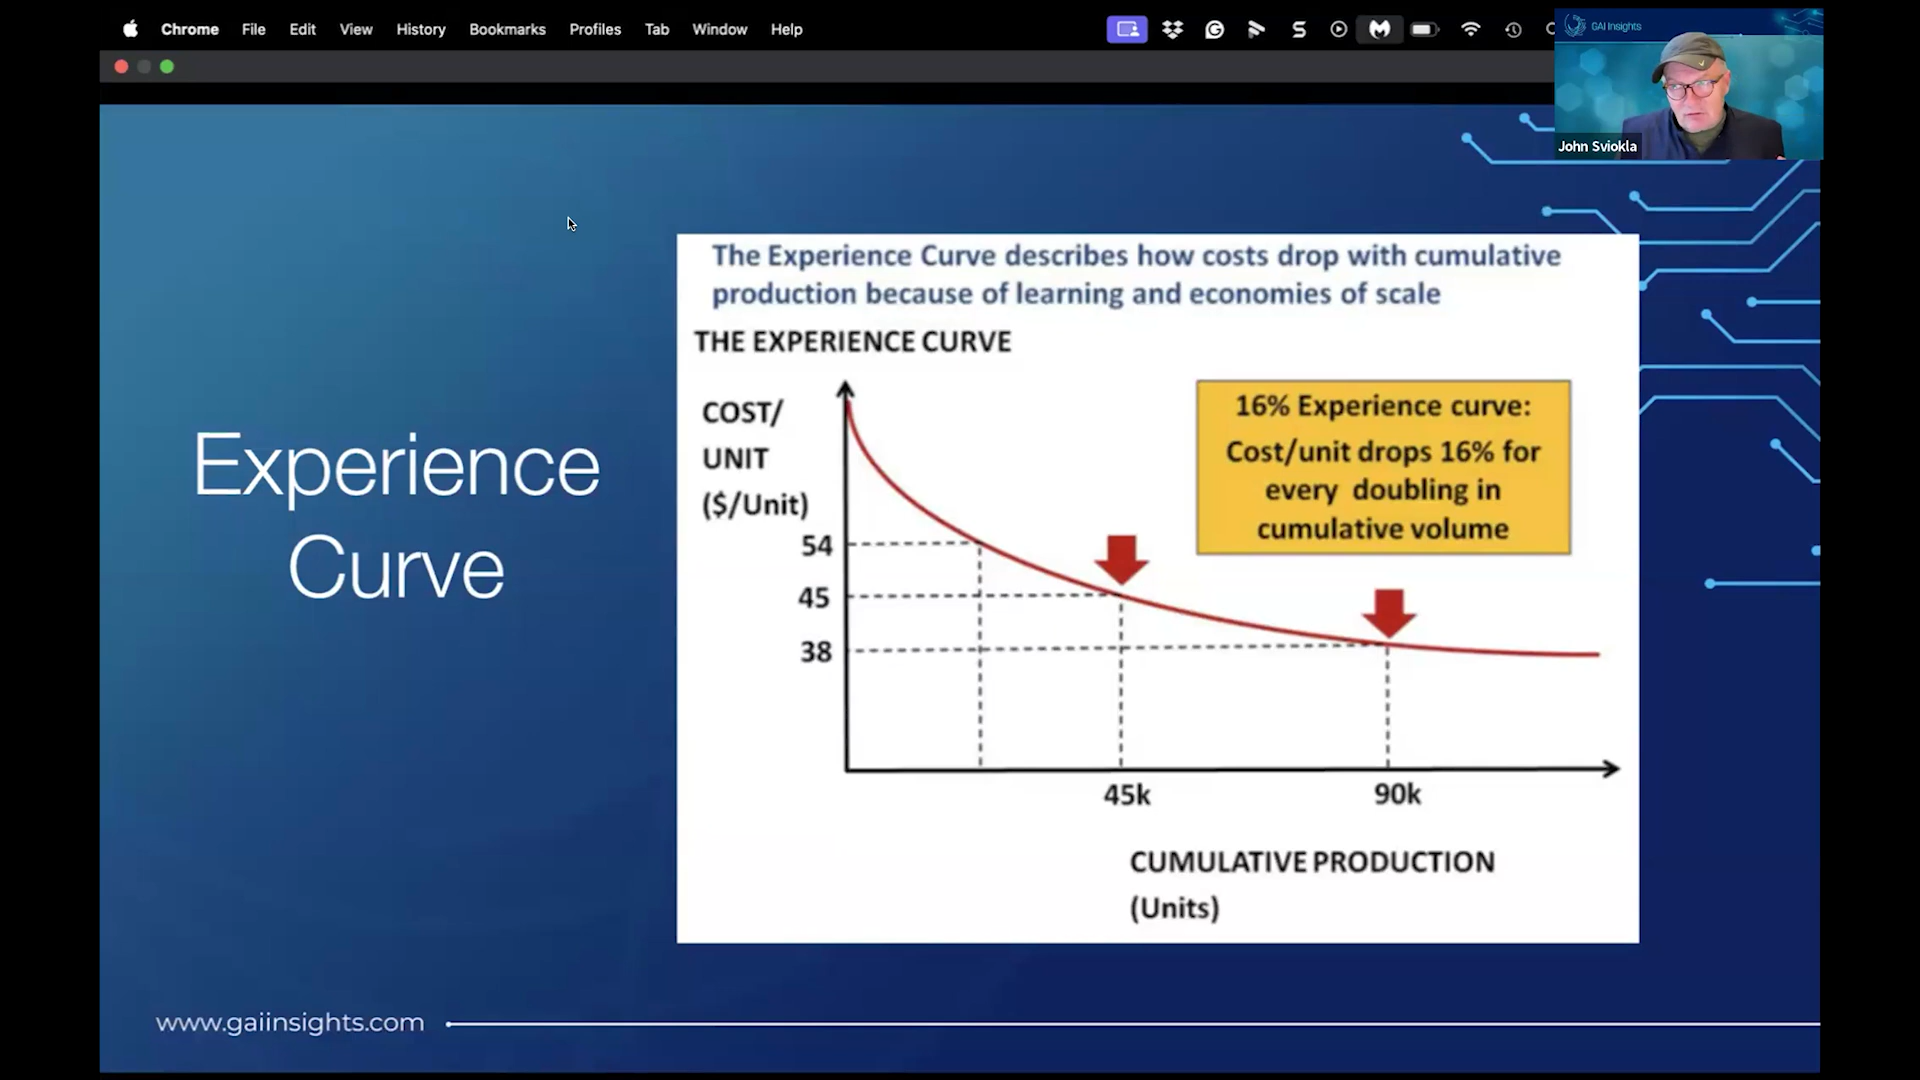 Chrome File Edit View History Bookmarks Profiles Tab Window Help
GAI Insights
John Sviokla
Experience
Curve
The Experience Curve describes how costs drop with cumulative
production because of learning and economies of scale
THE EXPERIENCE CURVE
COST/
UNIT
($/Unit)
54
45
38
16% Experience curve:
Cost/unit drops 16% for
every doubling in
cumulative volume
45k
90k
CUMULATIVE PRODUCTION
(Units)
www.gaiinsights.com